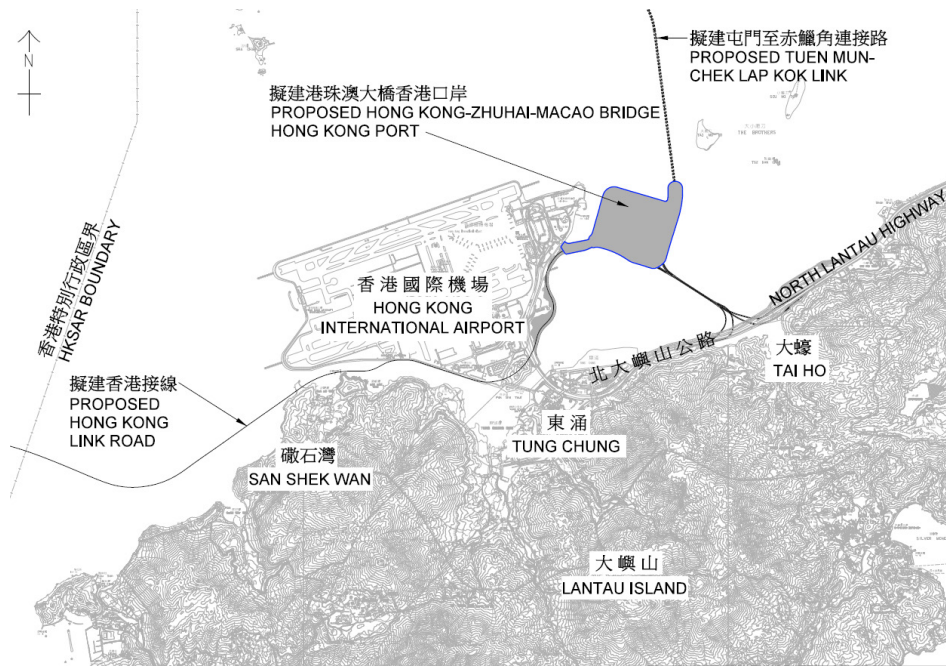 N
擬建屯門至赤鱲角連接路
PROPOSED TUEN MUN-
CHEK LAP KOK LINK
擬建港珠澳大橋香港口岸
PROPOSED HONG KONG-ZHUHAI-MACAO BRIDGE
HONG KONG PORT
THE BROTHERS
香港特別行政區界
HKSAR BOUNDARY
NORTH LANTAU HIGHWAY
香港國際機場
HONG KONG
INTERNATIONAL AIRPORT
北大嶼山公路
大蠔
TAI HO
擬建香港接線
PROPOSED
HONG KONG
LINK ROAD
東涌
TUNG CHUNG
䃟石灣
SAN SHEK WAN
大嶼山
LANTAU ISLAND